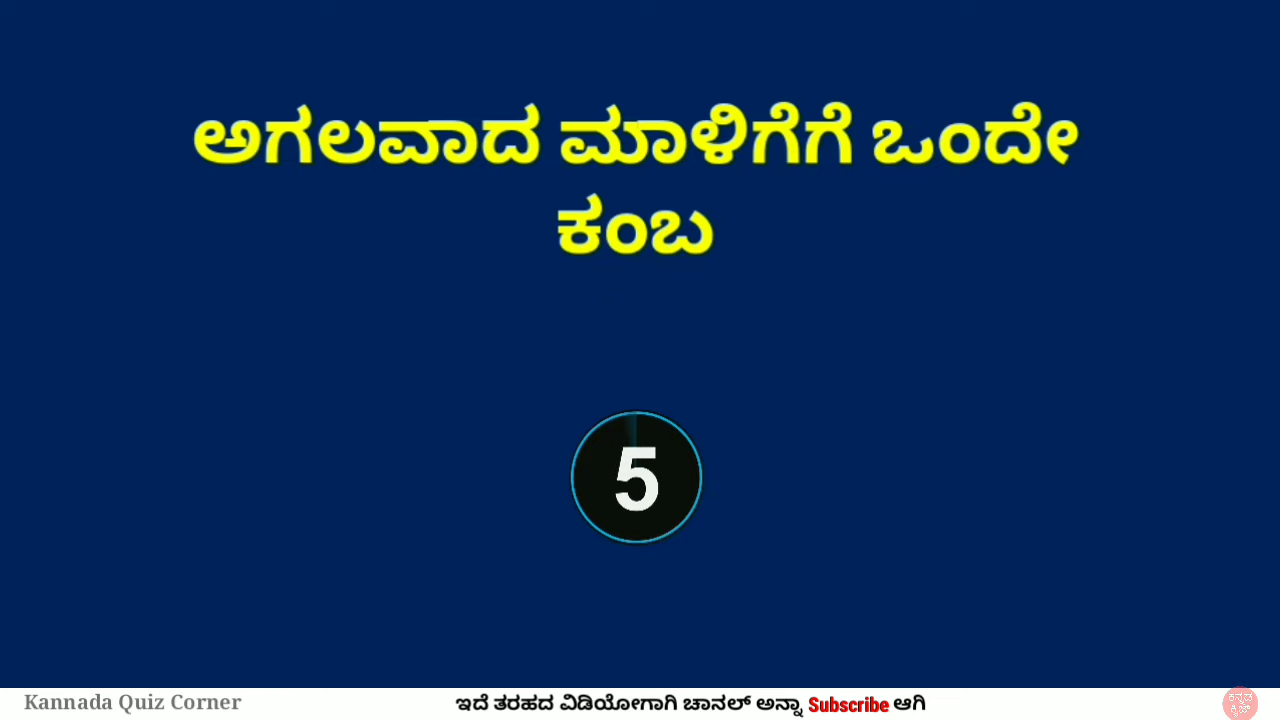 ಅಗಲವಾದ ಮಾಳಿಗೆಗೆ ಒಂದೇ
ಕಂಬ
5
Kannada Quiz Corner
ಇದೆ ತರಹದ ವಿಡಿಯೋಗಾಗಿ ಚಾನಲ್ ಅನ್ನಾ Subscribe ಆಗಿ